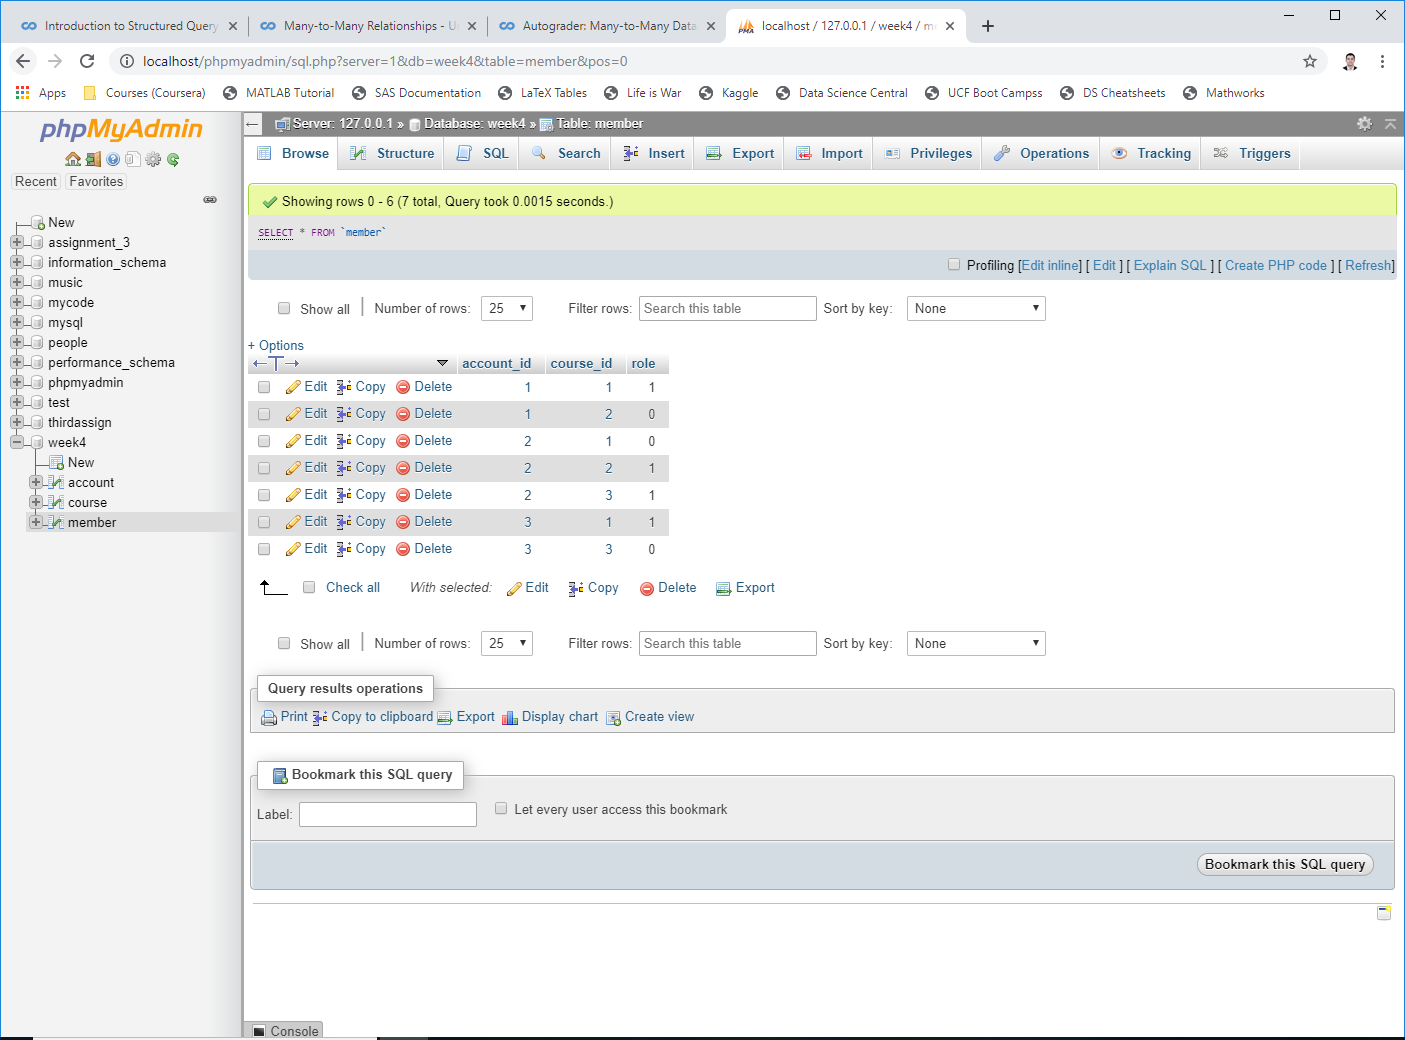 Introduction to Structured Query
Many-to-Many Relationships - U
Autograder: Many-to-Many Data
localhost / 127.0.0.1 / week4 / m
localhost/phpmyadmin/sql.php?server=1&db=week4&table=member&pos=0
Apps Courses (Coursera) MATLAB Tutorial SAS Documentation LaTeX Tables Life is War Kaggle Data Science Central UCF Boot Campss DS Cheatsheets Mathworks
phpMyAdmin
Recent Favorites
New
assignment_3
information_schema
music
mycode
mysql
people
performance_schema
phpmyadmin
test
thirdassign
week4
New
account
course
member
Server: 127.0.0.1 » Database: week4 » Table: member
Browse Structure SQL Search Insert Export Import Privileges Operations Tracking Triggers
Showing rows 0 - 6 (7 total, Query took 0.0015 seconds.)
SELECT * FROM `member`
Profiling [Edit inline] [ Edit ] [ Explain SQL ] [ Create PHP code ] [ Refresh]
Show all | Number of rows: 25 Filter rows: Search this table Sort by key: None
+ Options
←T→ account_id course_id role
Edit Copy Delete 1 1 1
Edit Copy Delete 1 2 0
Edit Copy Delete 2 1 0
Edit Copy Delete 2 2 1
Edit Copy Delete 2 3 1
Edit Copy Delete 3 1 1
Edit Copy Delete 3 3 0
Check all With selected: Edit Copy Delete Export
Show all | Number of rows: 25 Filter rows: Search this table Sort by key: None
Query results operations
Print Copy to clipboard Export Display chart Create view
Bookmark this SQL query
Label: Let every user access this bookmark
Bookmark this SQL query
Console